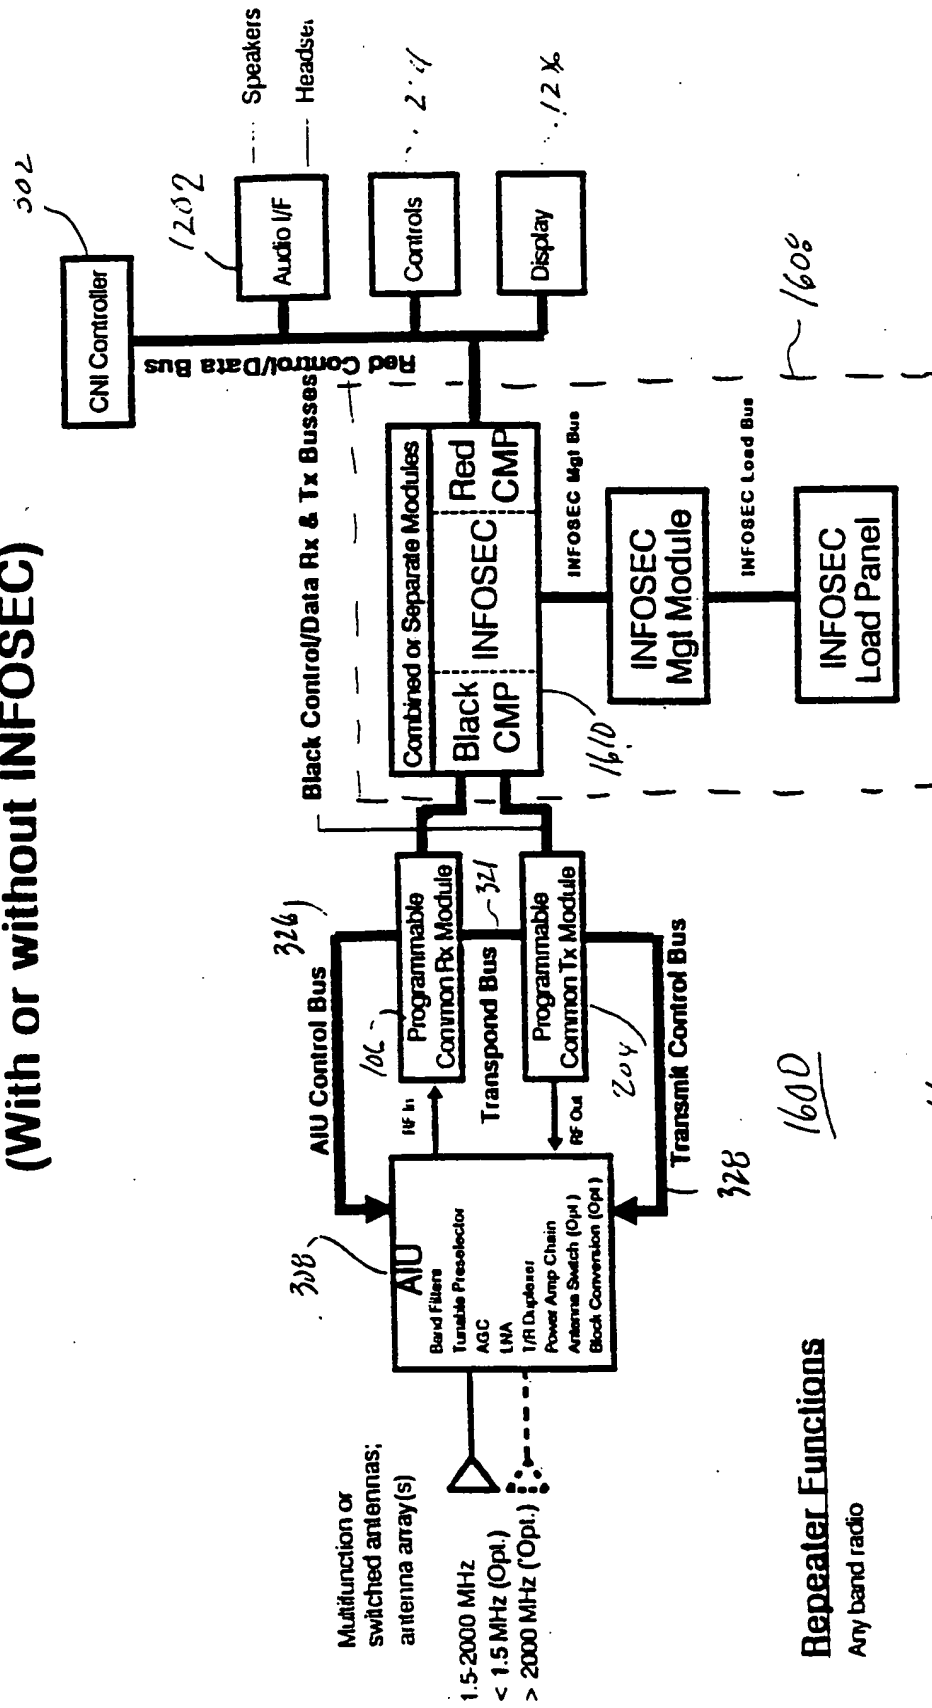 (With or without INFOSEC)
502
CNI Controller
1202
Audio I/F
Speakers
Controls
Display
Red Control/Data Bus
Black Control/Data Rx & Tx Busses
Combined or Separate Modules
Black
CMP
INFOSEC
Red
CMP
1610
1608
INFOSEC Mgt Bus
INFOSEC
Mgt Module
INFOSEC Load Bus
INFOSEC
Load Panel
326
AIU Control Bus
106
Programmable
Common Rx Module
321
Transpond Bus
Programmable
Common Tx Module
204
Transmit Control Bus
328
RF In
RF Out
308
AIU
Band Filters
Tunable Preselector
AGC
LNA
T/R Duplexer
Power Amp Chain
Antenna Switch (Opt)
Block Conversion (Opt)
Multifunction or
switched antennas;
antenna array(s)
1.5-2000 MHz
< 1.5 MHz (Opt.)
> 2000 MHz (Opt.)
1600
Repeater Functions
Any band radio